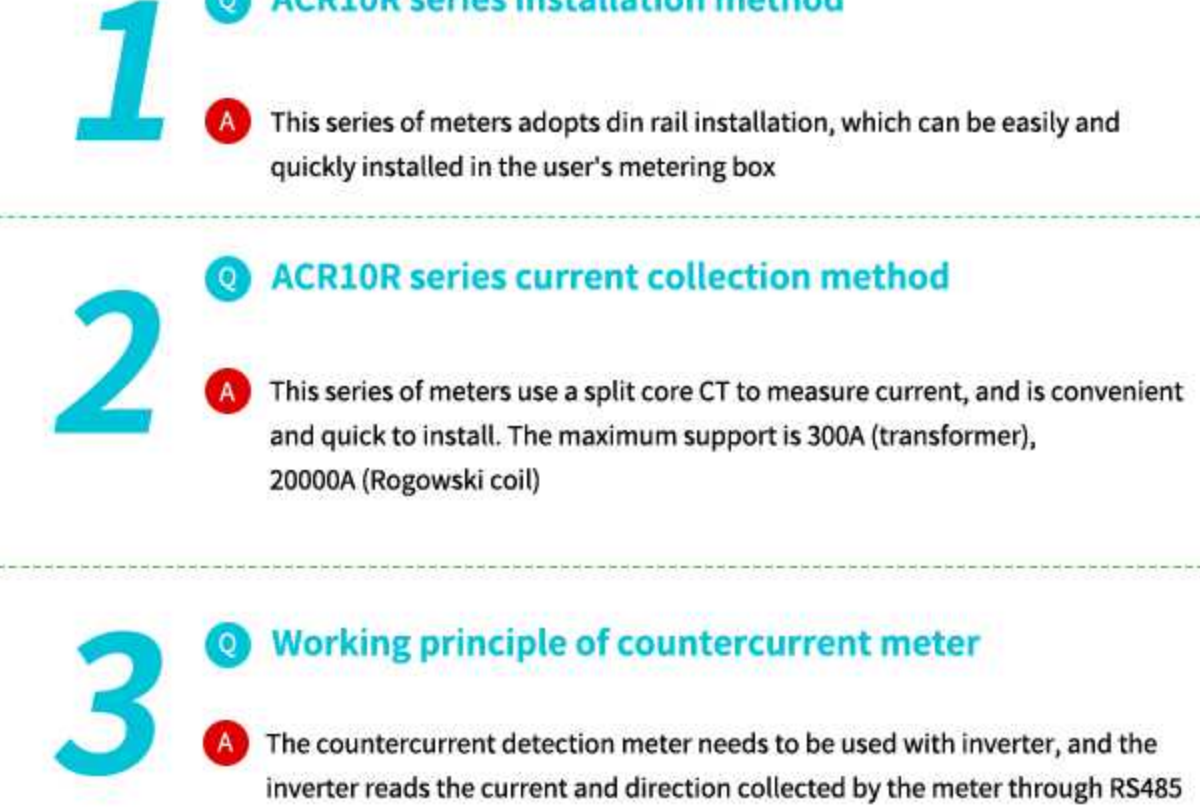 1
Q ACR10R series installation method
A This series of meters adopts din rail installation, which can be easily and
quickly installed in the user's metering box
2
Q ACR10R series current collection method
A This series of meters use a split core CT to measure current, and is convenient
and quick to install. The maximum support is 300A (transformer),
20000A (Rogowski coil)
3
Q Working principle of countercurrent meter
A The countercurrent detection meter needs to be used with inverter, and the
inverter reads the current and direction collected by the meter through RS485